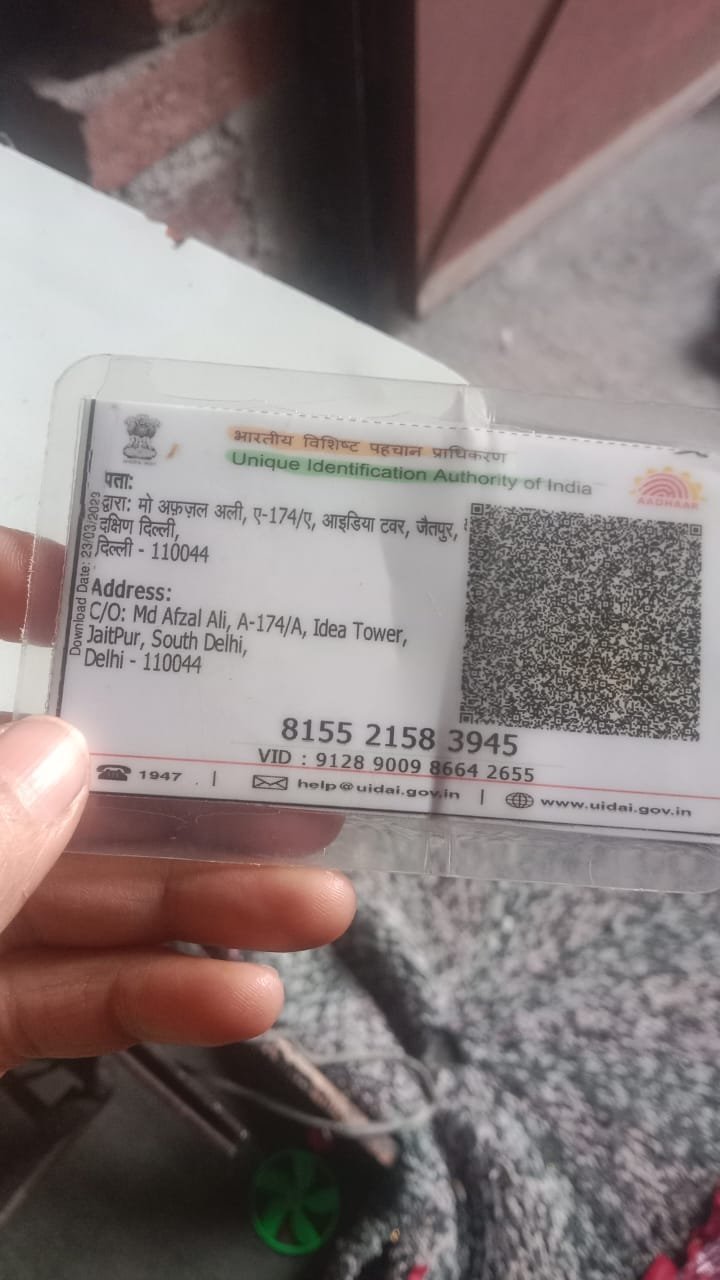 भारतीय विशिष्ट पहचान प्राधिकरण
Unique Identification Authority of India
AADHAAR
पता:
द्वारा: मो अफ़ज़ल अली, ए-174/ए, आइडिया टवर, जैतपुर,
दक्षिण दिल्ली,
दिल्ली - 110044
Download Date: 23/03/2023
Address:
C/O: Md Afzal Ali, A-174/A, Idea Tower,
JaitPur, South Delhi,
Delhi - 110044
8155 2158 3945
VID : 9128 9009 8664 2655
1947 | help@uidai.gov.in | www.uidai.gov.in